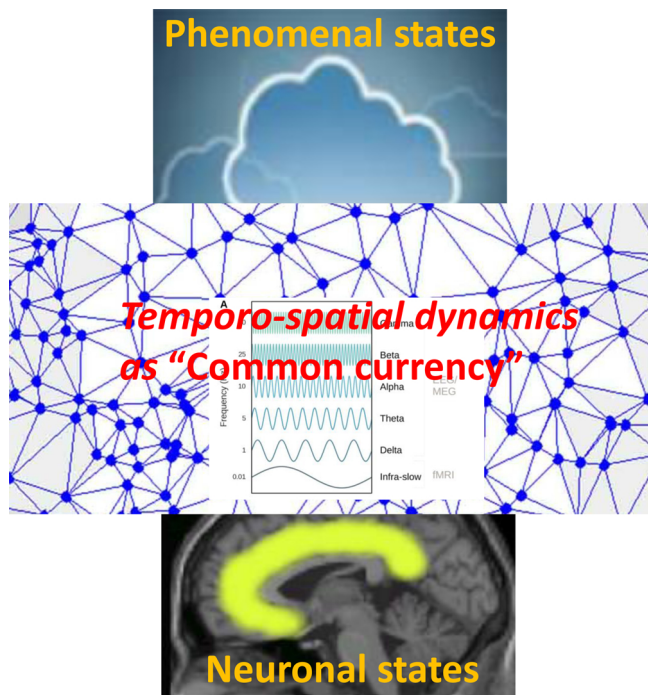 Phenomenal states
A
Temporo-spatial dynamics
as “Common currency”
Frequency
25
Beta
10
Alpha
MEG
5
Theta
1
Delta
0.01
Infra-slow
fMRI
Neuronal states